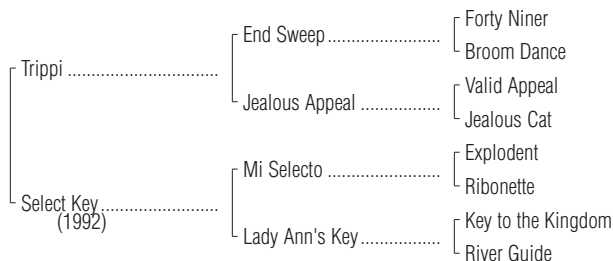 Forty Niner
End Sweep
Broom Dance
Trippi
Valid Appeal
Jealous Appeal
Jealous Cat
Explodent
Mi Selecto
Ribonette
Select Key
(1992)
Key to the Kingdom
Lady Ann's Key
River Guide